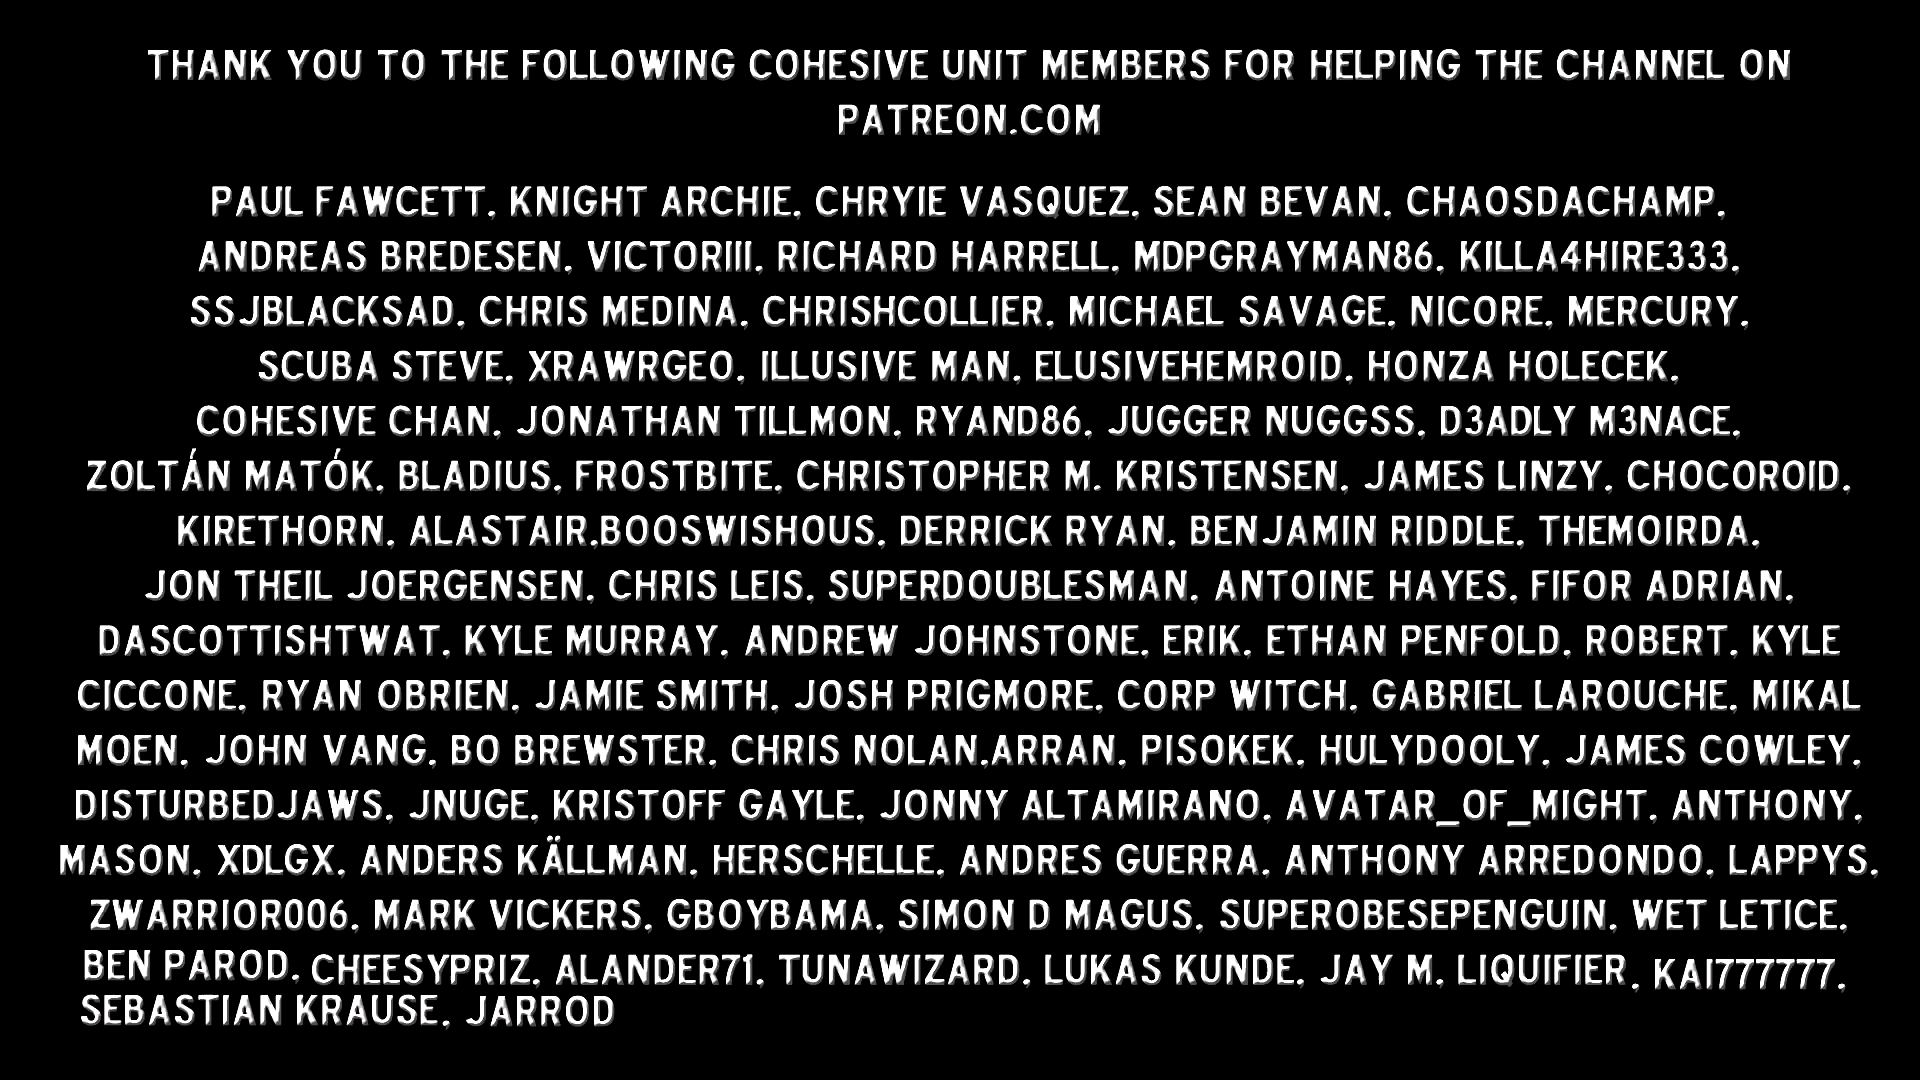 THANK YOU TO THE FOLLOWING COHESIVE UNIT MEMBERS FOR HELPING THE CHANNEL ON
PATREON.COM
PAUL FAWCETT, KNIGHT ARCHIE, CHRYIE VASQUEZ, SEAN BEVAN, CHAOSDACHAMP,
ANDREAS BREDESEN, VICTORIII, RICHARD HARRELL, MDPGRAYMAN86, KILLA4HIRE333,
SSJBLACKSAD, CHRIS MEDINA, CHRISHCOLLIER, MICHAEL SAVAGE, NICORE, MERCURY,
SCUBA STEVE, XRAWRGEO, ILLUSIVE MAN, ELUSIVEHEMROID, HONZA HOLECEK,
COHESIVE CHAN, JONATHAN TILLMON, RYAND86, JUGGER NUGGSS, D3ADLY M3NACE,
ZOLTÁN MATÓK, BLADIUS, FROSTBITE, CHRISTOPHER M. KRISTENSEN, JAMES LINZY, CHOCOROID,
KIRETHORN, ALASTAIR,BOOSWISHOUS, DERRICK RYAN, BENJAMIN RIDDLE, THEMOIRDA,
JON THEIL JOERGENSEN, CHRIS LEIS, SUPERDOUBLESMAN, ANTOINE HAYES, FIFOR ADRIAN,
DASCOTTISHTWAT, KYLE MURRAY, ANDREW JOHNSTONE, ERIK, ETHAN PENFOLD, ROBERT, KYLE
CICCONE, RYAN OBRIEN, JAMIE SMITH, JOSH PRIGMORE, CORP WITCH, GABRIEL LAROUCHE, MIKAL
MOEN, JOHN VANG, BO BREWSTER, CHRIS NOLAN,ARRAN, PISOKEK, HULYDOOLY, JAMES COWLEY,
DISTURBEDJAWS, JNUGE, KRISTOFF GAYLE, JONNY ALTAMIRANO, AVATAR_OF_MIGHT, ANTHONY,
MASON, XDLGX, ANDERS KÄLLMAN, HERSCHELLE, ANDRES GUERRA, ANTHONY ARREDONDO, LAPPYS,
ZWARRIOR006, MARK VICKERS, GBOYBAMA, SIMON D MAGUS, SUPEROBESEPENGUIN, WET LETICE,
BEN PAROD, CHEESYPRIZ, ALANDER71, TUNAWIZARD, LUKAS KUNDE, JAY M, LIQUIFIER, KAI777777,
SEBASTIAN KRAUSE, JARROD